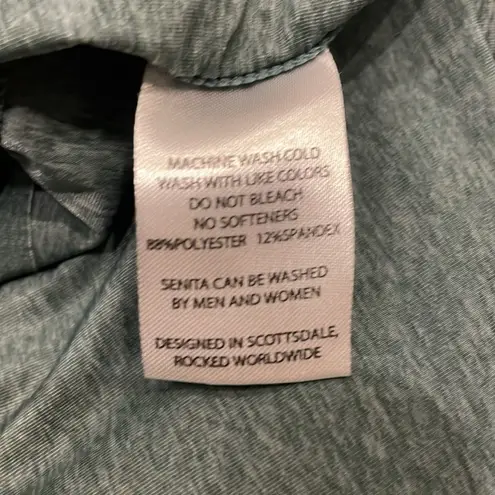 MACHINE WASH COLD
WASH WITH LIKE COLORS
DO NOT BLEACH
NO SOFTENERS
88%POLYESTER 12%SPANDEX
SENITA CAN BE WASHED
BY MEN AND WOMEN
DESIGNED IN SCOTTSDALE,
ROCKED WORLDWIDE